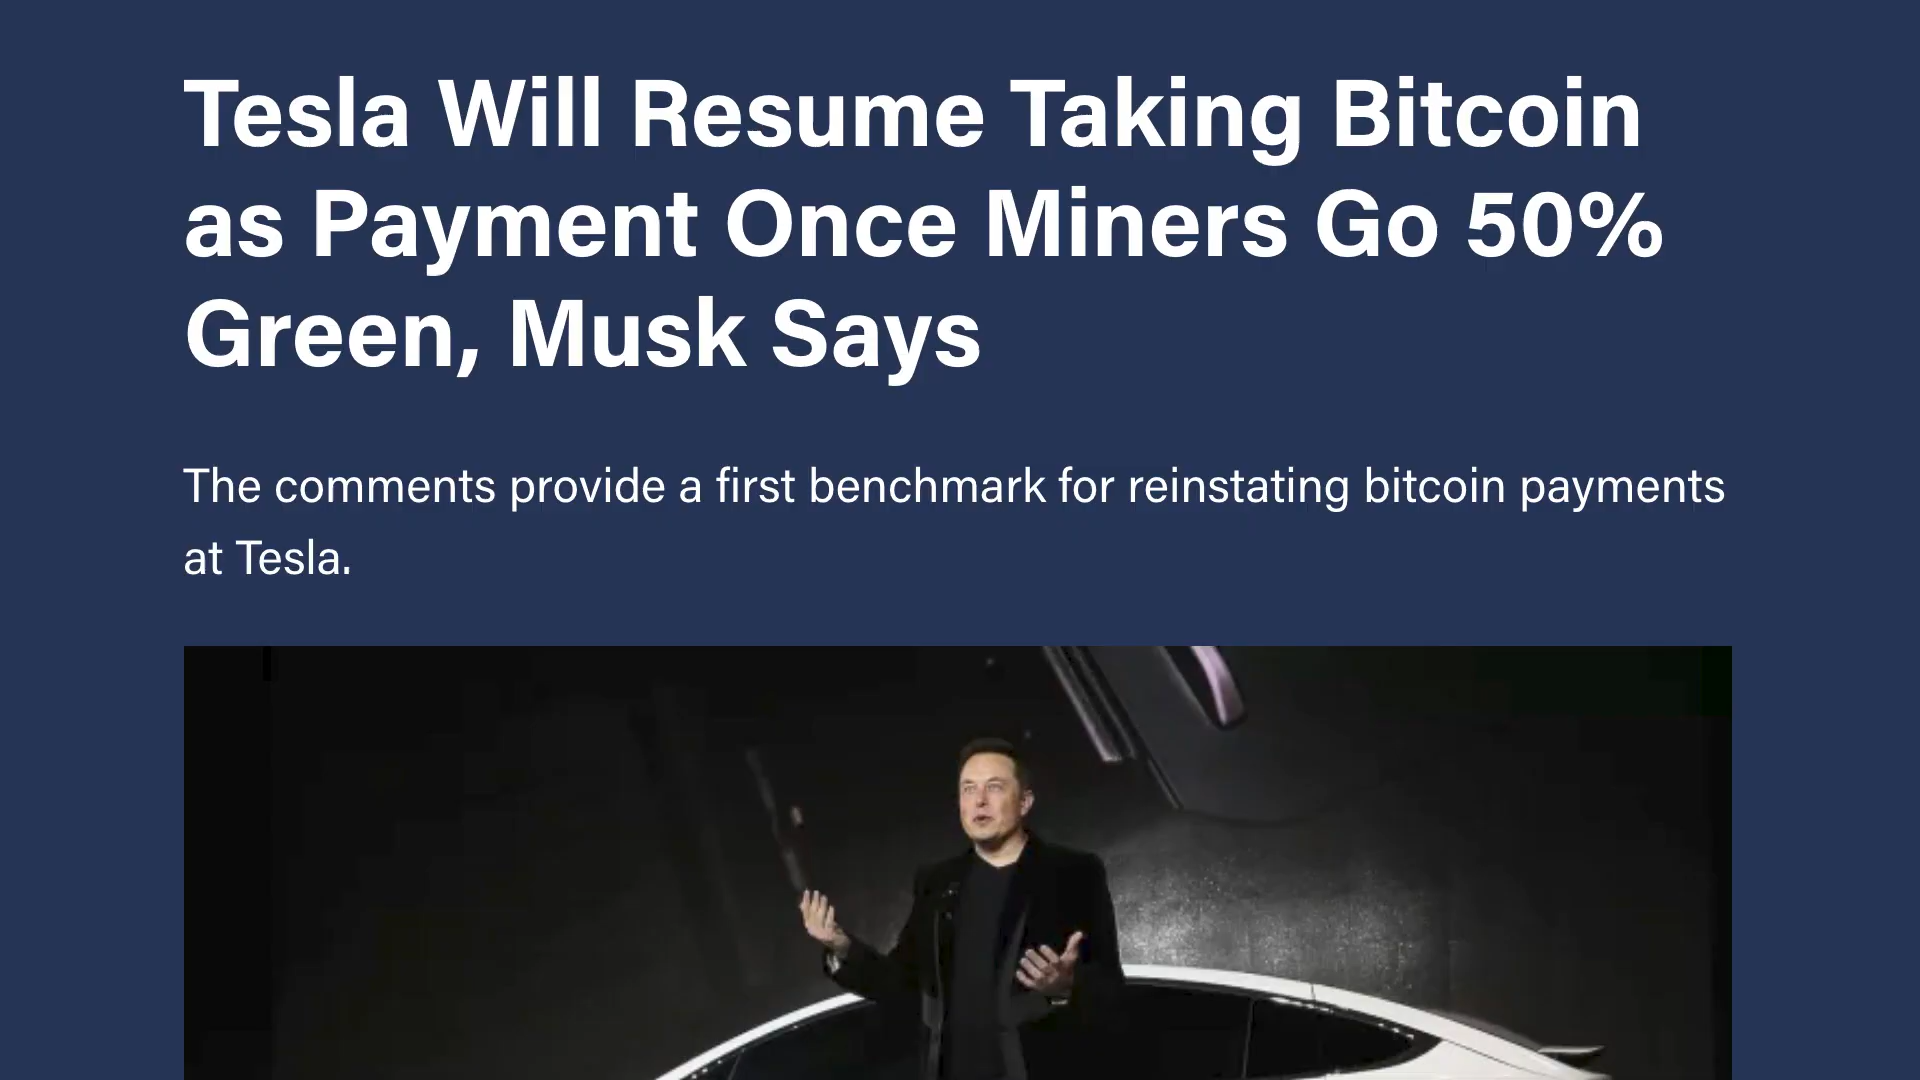 Tesla Will Resume Taking Bitcoin
as Payment Once Miners Go 50%
Green, Musk Says
The comments provide a first benchmark for reinstating bitcoin payments
at Tesla.